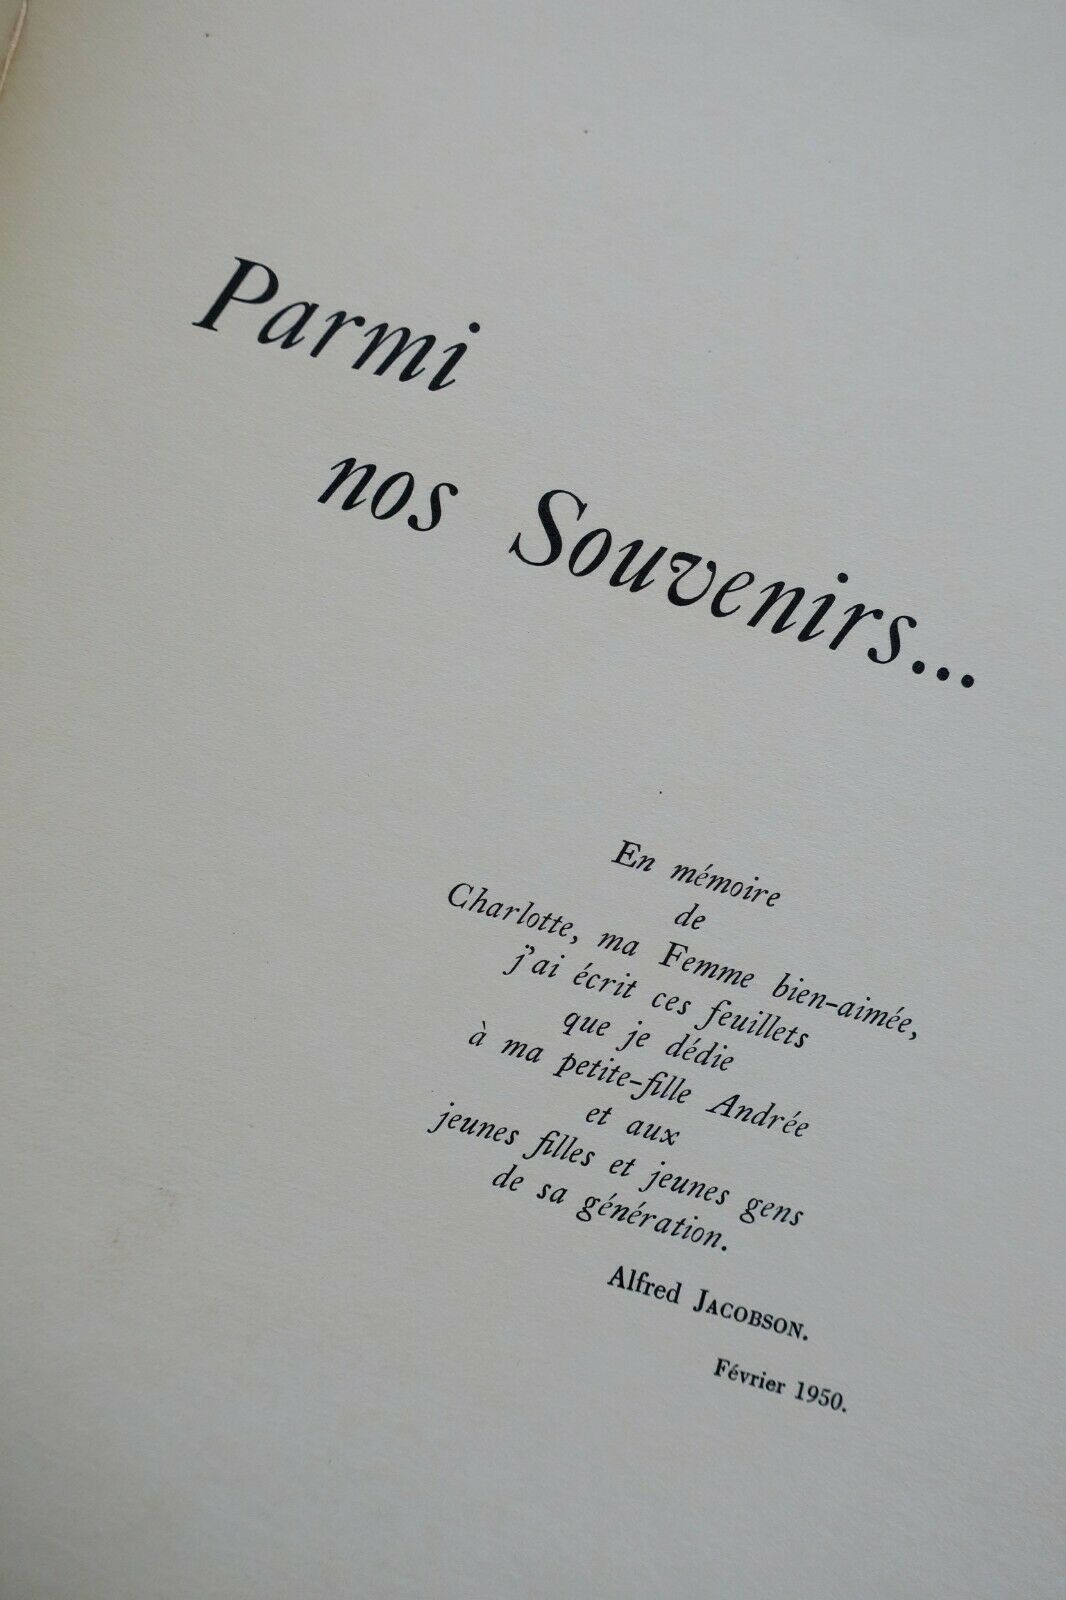 Parmi
nos Souvenirs...
En mémoire
de
Charlotte, ma Femme bien-aimée,
j'ai écrit ces feuillets
que je dédie
à ma petite-fille Andrée
et aux
jeunes filles et jeunes gens
de sa génération.
Alfred JACOBSON.
Février 1950.